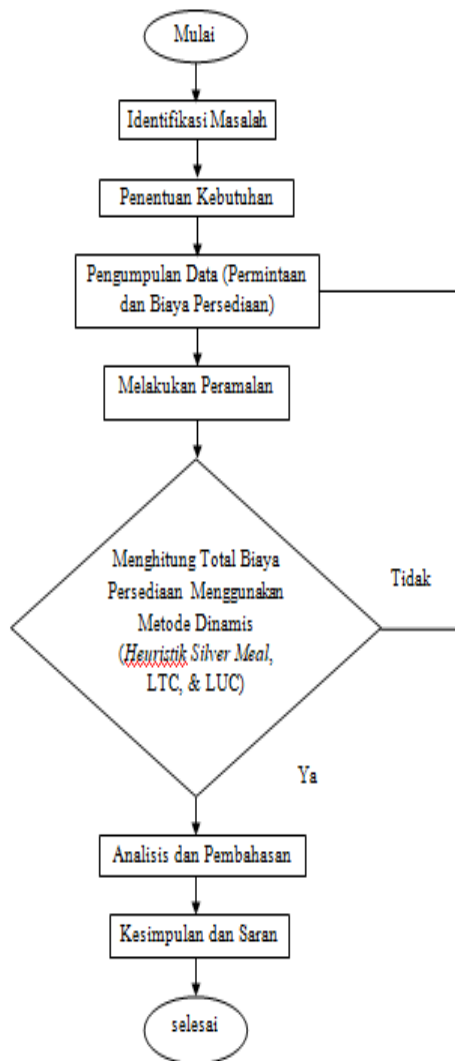 Mulai
Identifikasi Masalah
Penentuan Kebutuhan
Pengumpulan Data (Permintaan
dan Biaya Persediaan)
Melakukan Peramalan
Menghitung Total Biaya
Persediaan Menggunakan
Metode Dinamis
(Heuristik Silver Meal,
LTC, & LUC)
Tidak
Ya
Analisis dan Pembahasan
Kesimpulan dan Saran
selesai